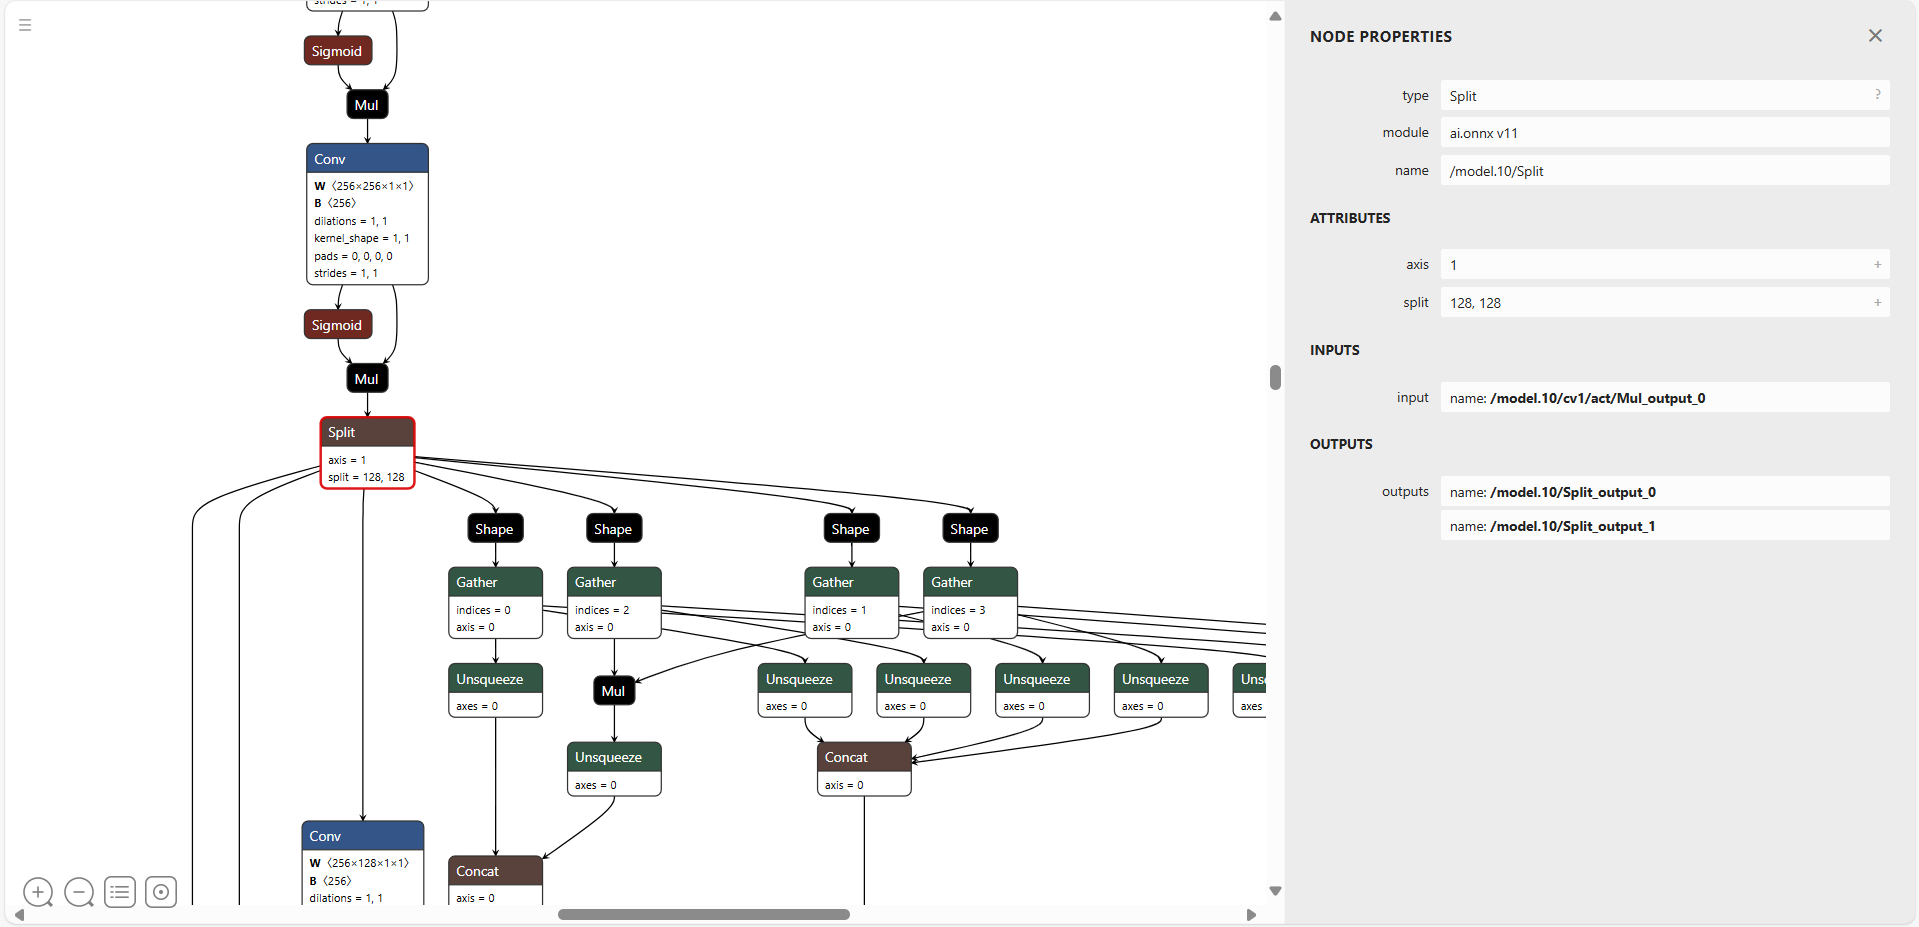 strides = 1, 1
Sigmoid
Mul
Conv
W 〈256×256×1×1〉
B 〈256〉
dilations = 1, 1
kernel_shape = 1, 1
pads = 0, 0, 0, 0
strides = 1, 1
Sigmoid
Mul
Split
axis = 1
split = 128, 128
Shape
Shape
Shape
Shape
Gather
indices = 0
axis = 0
Gather
indices = 2
axis = 0
Gather
indices = 1
axis = 0
Gather
indices = 3
axis = 0
Unsqueeze
axes = 0
Mul
Unsqueeze
axes = 0
Unsqueeze
axes = 0
Unsqueeze
axes = 0
Unsqueeze
axes = 0
Uns
axes
Unsqueeze
axes = 0
Concat
axis = 0
Conv
W 〈256×128×1×1〉
B 〈256〉
dilations = 1, 1
Concat
axis = 0
NODE PROPERTIES
type Split ?
module ai.onnx v11
name /model.10/Split
ATTRIBUTES
axis 1 +
split 128, 128 +
INPUTS
input name: /model.10/cv1/act/Mul_output_0
OUTPUTS
outputs name: /model.10/Split_output_0
name: /model.10/Split_output_1